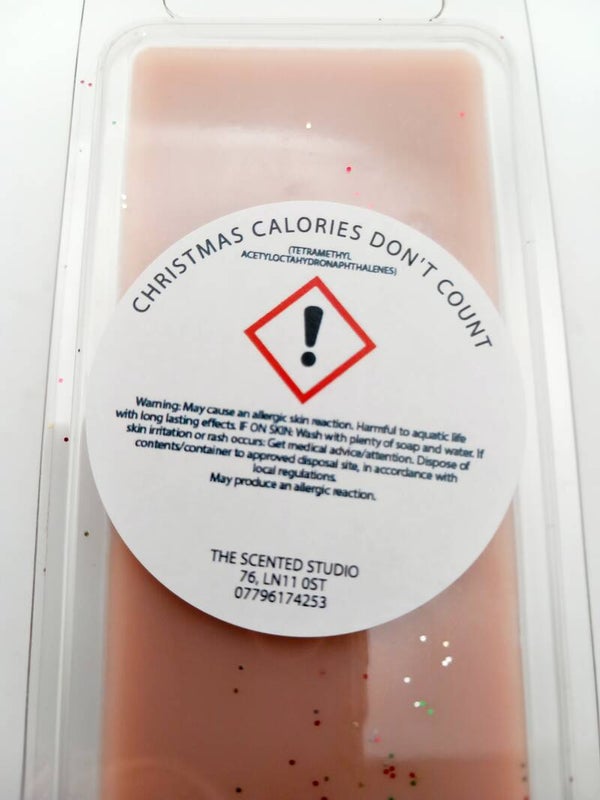 CHRISTMAS CALORIES DON'T COUNT
(TETRAMETHYL
ACETYLOCTAHYDRONAPHTHALENES)
Warning: May cause an allergic skin reaction. Harmful to aquatic life
with long lasting effects. IF ON SKIN: Wash with plenty of soap and water. If
skin irritation or rash occurs: Get medical advice/attention. Dispose of
contents/container to approved disposal site, in accordance with
local regulations.
May produce an allergic reaction.
THE SCENTED STUDIO
76, LN11 0ST
07796174253